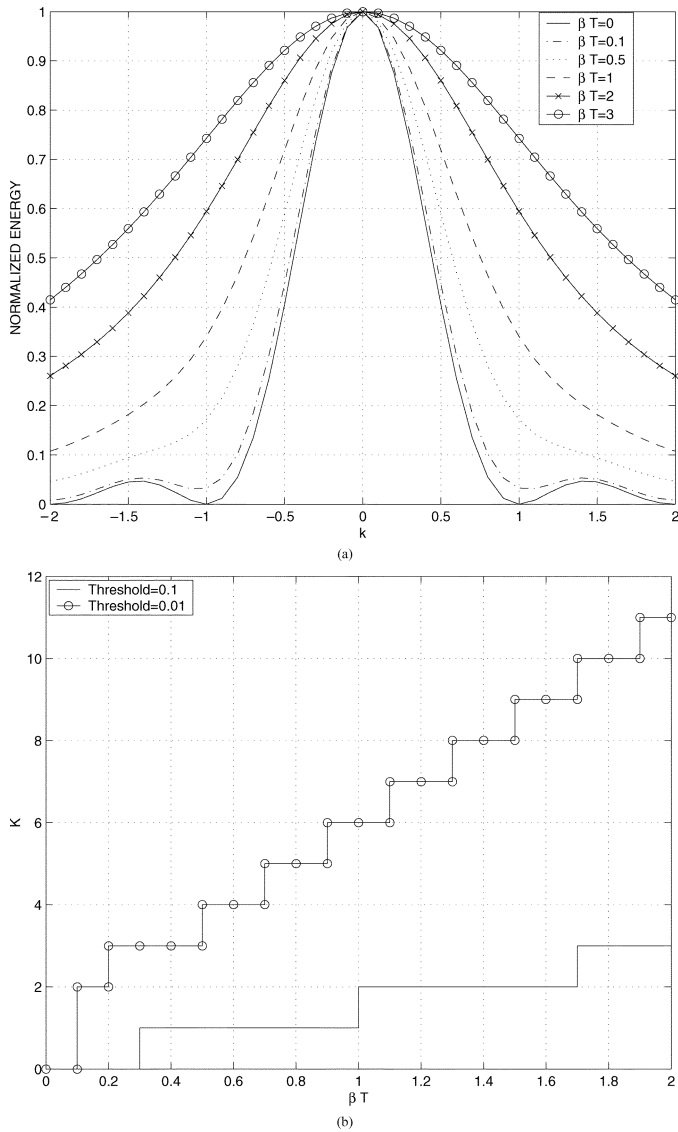 1
0.9
0.8
0.7
0.6
0.5
0.4
0.3
0.2
0.1
0
NORMALIZED ENERGY
β T=0
β T=0.1
β T=0.5
β T=1
β T=2
β T=3
−2 −1.5 −1 −0.5 0 0.5 1 1.5 2
k
(a)
12
10
8
6
4
2
0
K
Threshold=0.1
Threshold=0.01
0 0.2 0.4 0.6 0.8 1 1.2 1.4 1.6 1.8 2
β T
(b)